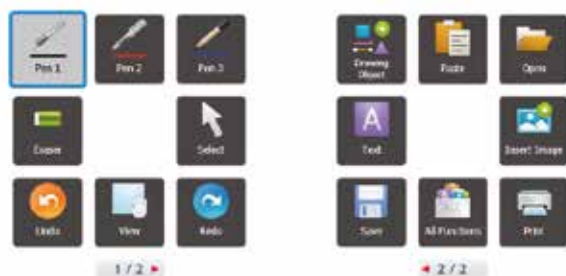 Pen 1 Pen 2 Pen 3
Eraser Select
Undo View Redo
1 / 2
Drawing
Object Paste Open
A
Text Insert Image
Save All Functions Print
2 / 2